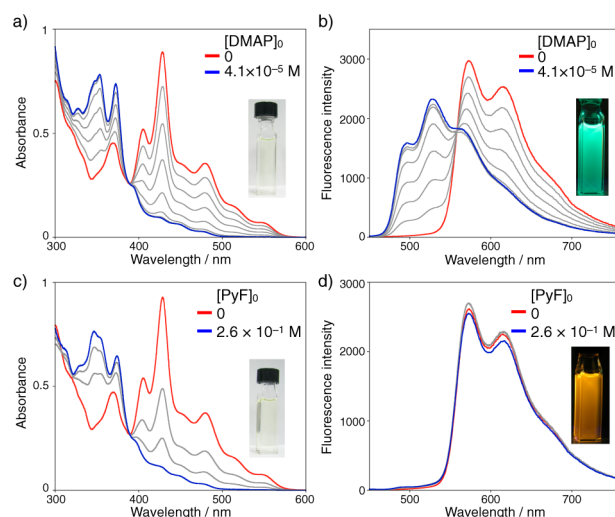 a)
[DMAP]₀
0
4.1×10⁻⁵ M
1
0.5
0
300 400 500 600
Absorbance
Wavelength / nm
b)
[DMAP]₀
0
4.1×10⁻⁵ M
3000
2000
1000
0
500 600 700
Fluorescence intensity
Wavelength / nm
c)
[PyF]₀
0
2.6 × 10⁻¹ M
1
0.5
0
300 400 500 600
Absorbance
Wavelength / nm
d)
[PyF]₀
0
2.6 × 10⁻¹ M
3000
2000
1000
0
500 600 700
Fluorescence intensity
Wavelength / nm